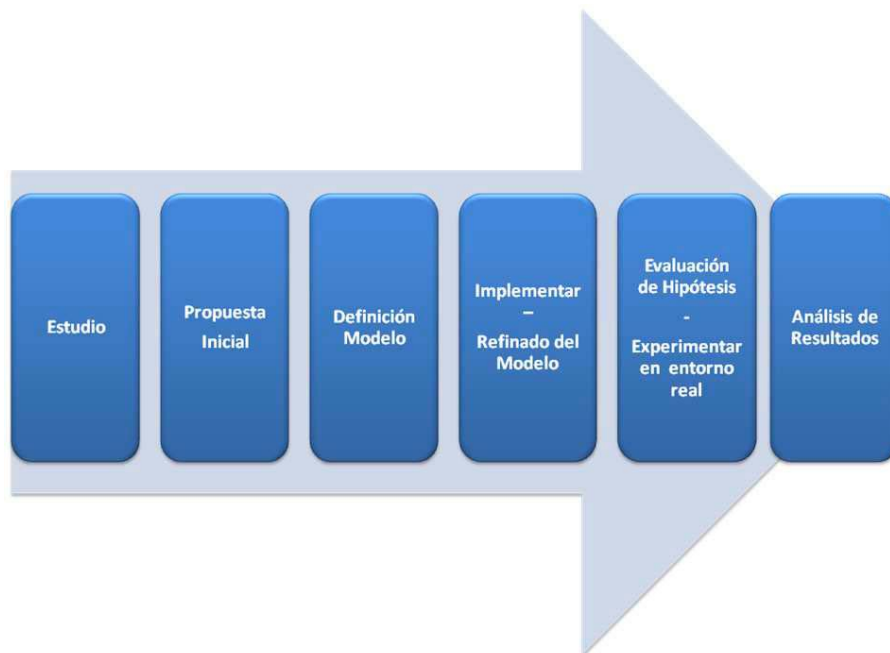 Estudio
Propuesta
Inicial
Definición
Modelo
Implementar
–
Refinado del
Modelo
Evaluación
de Hipótesis
-
Experimentar
en entorno
real
Análisis de
Resultados